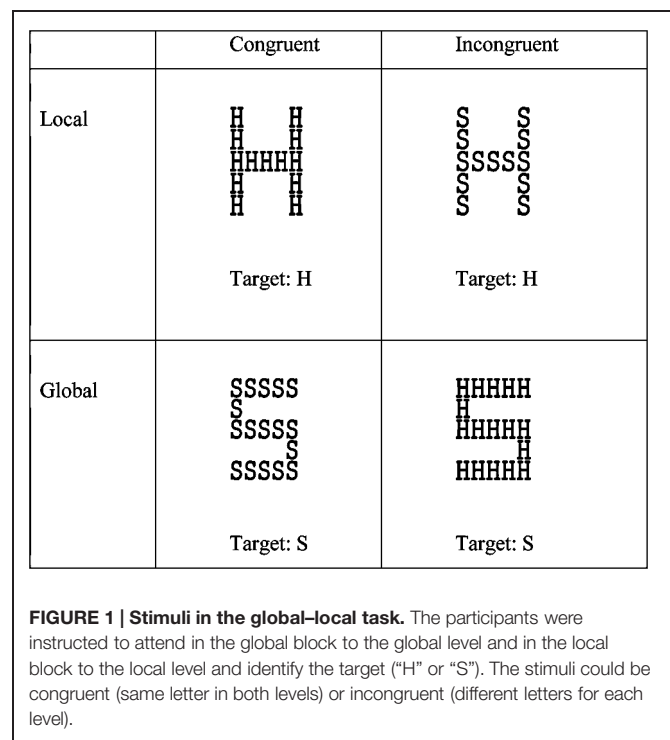 Congruent Incongruent
Local
H H
H H
HHHHH
H H
H H
S S
S S
SSSSS
S S
S S
Target: H Target: H
Global
SSSSS
S
SSSSS
S
SSSSS
HHHHH
H
HHHHH
H
HHHHH
Target: S Target: S
FIGURE 1 | Stimuli in the global–local task. The participants were
instructed to attend in the global block to the global level and in the local
block to the local level and identify the target (“H” or “S”). The stimuli could be
congruent (same letter in both levels) or incongruent (different letters for each
level).